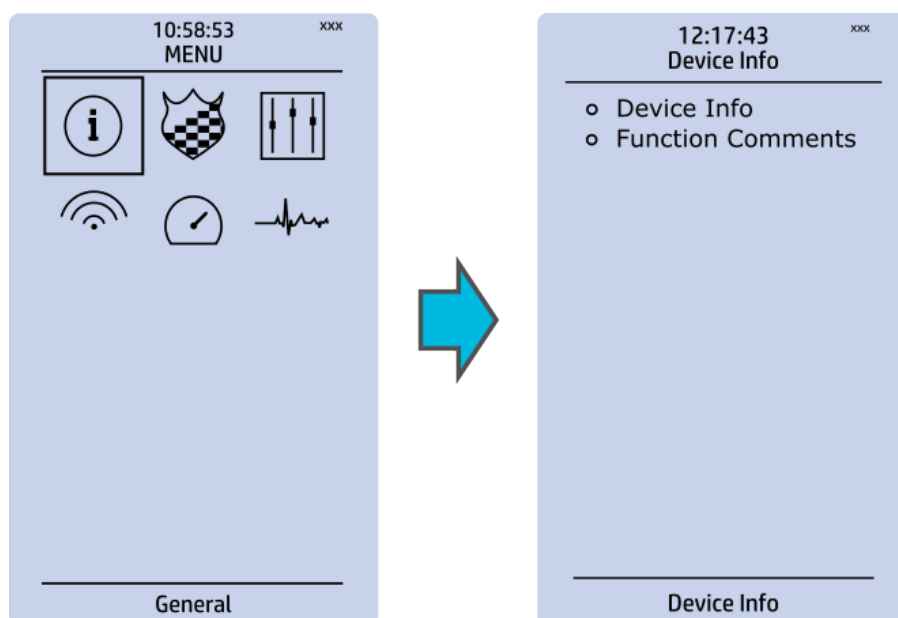 10:58:53 xxx
MENU
i
General
12:17:43 xxx
Device Info
Device Info
Function Comments
Device Info